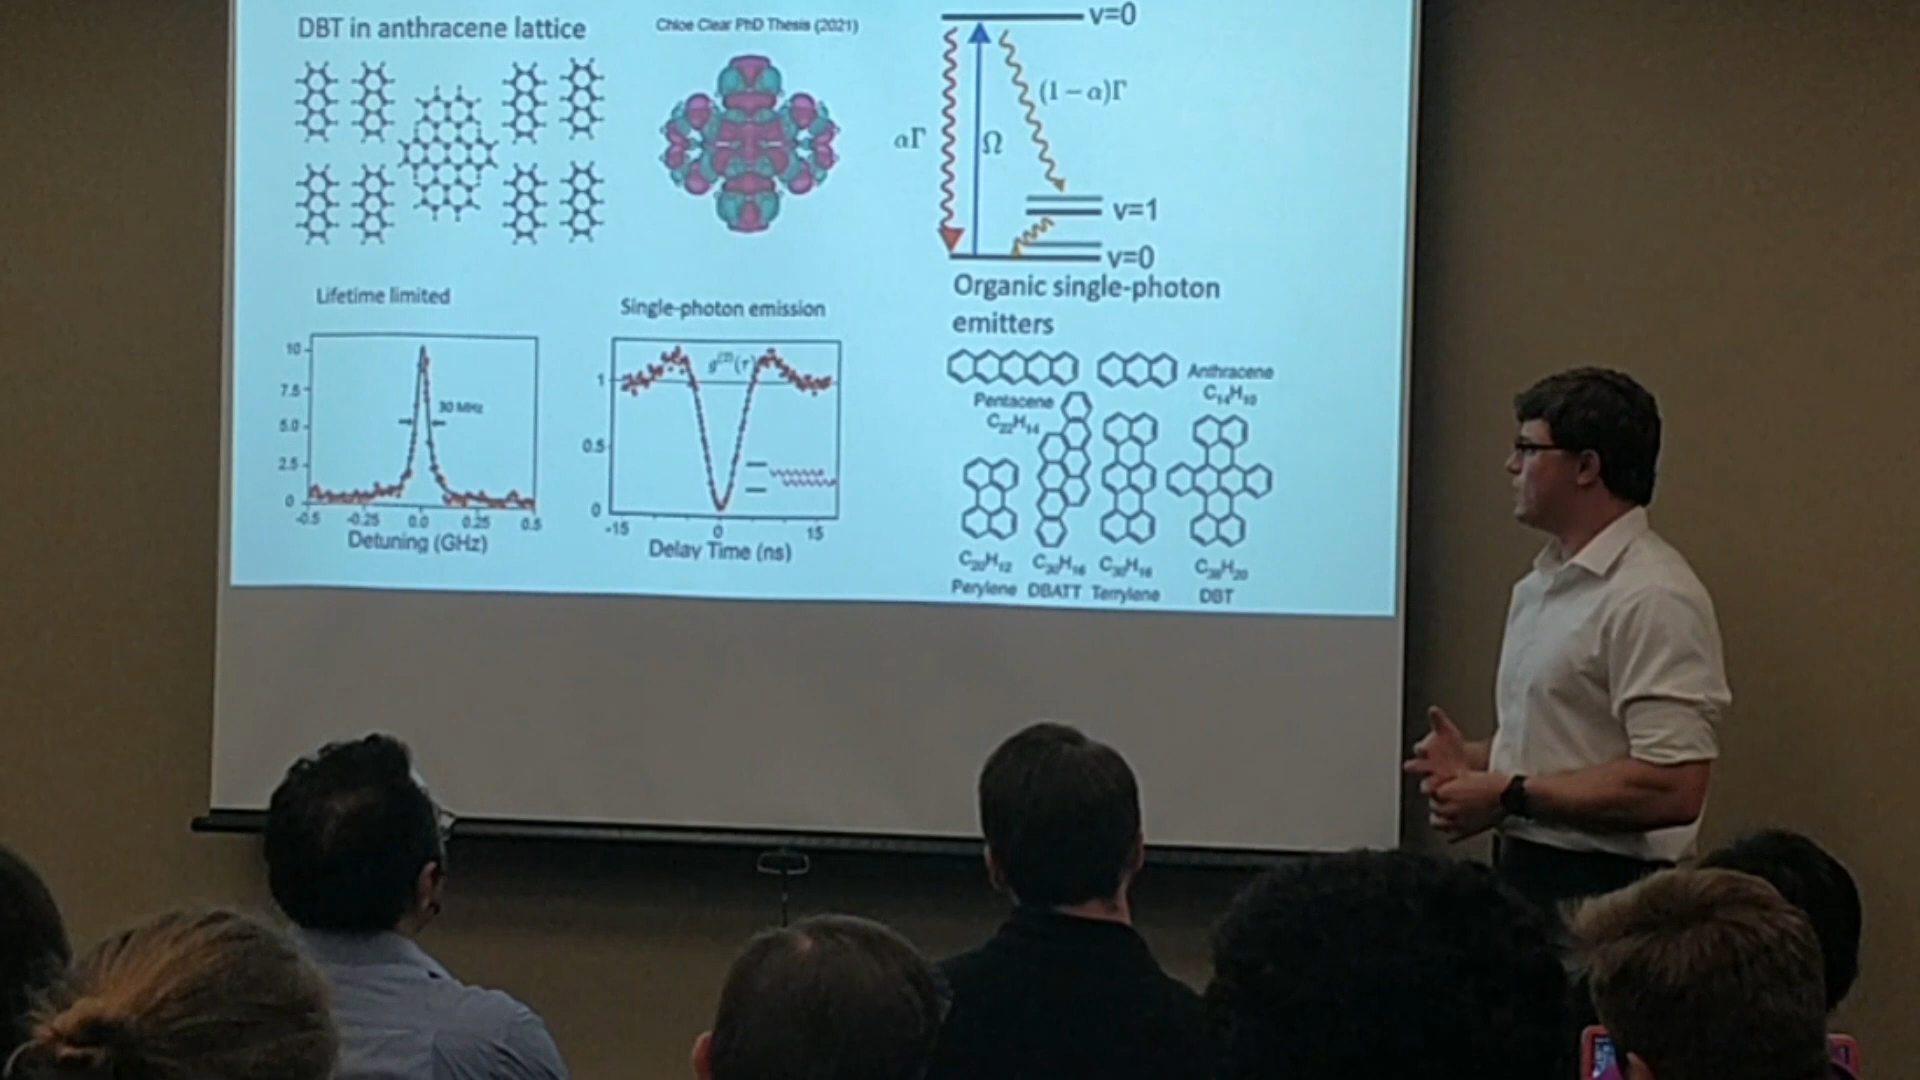 DBT in anthracene lattice
Chloe Clear PhD Thesis (2021)
v=0
(1 – α)Γ
αΓ
Ω
v=1
v=0
Lifetime limited
10
7.5
5.0
2.5
0
30 MHz
-0.5 -0.25 0.0 0.25 0.5
Detuning (GHz)
Single-photon emission
g⁽²⁾(τ)
1
0.5
0
-15 0 15
Delay Time (ns)
Organic single-photon
emitters
Pentacene
C₂₂H₁₄
Anthracene
C₁₄H₁₀
C₂₀H₁₂ C₃₀H₁₆ C₃₀H₁₆ C₃₈H₂₀
Perylene DBATT Terrylene DBT